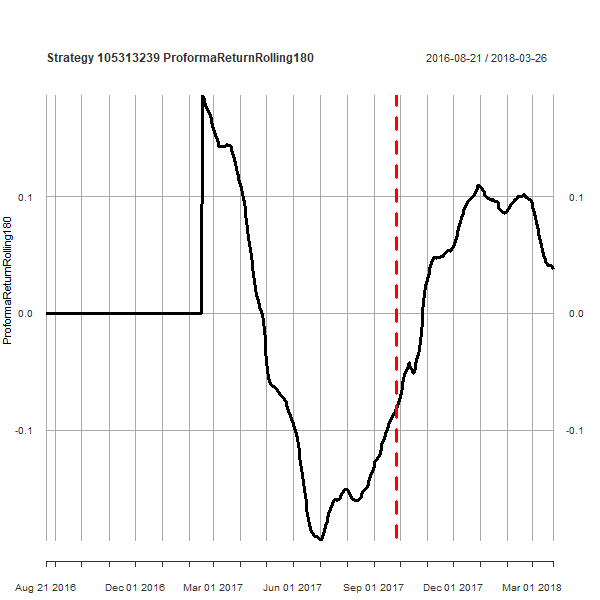 Strategy 105313239 ProformaReturnRolling180
2016-08-21 / 2018-03-26
ProformaReturnRolling180
0.1
0.0
-0.1
0.1
0.0
-0.1
Aug 21 2016
Dec 01 2016
Mar 01 2017
Jun 01 2017
Sep 01 2017
Dec 01 2017
Mar 01 2018